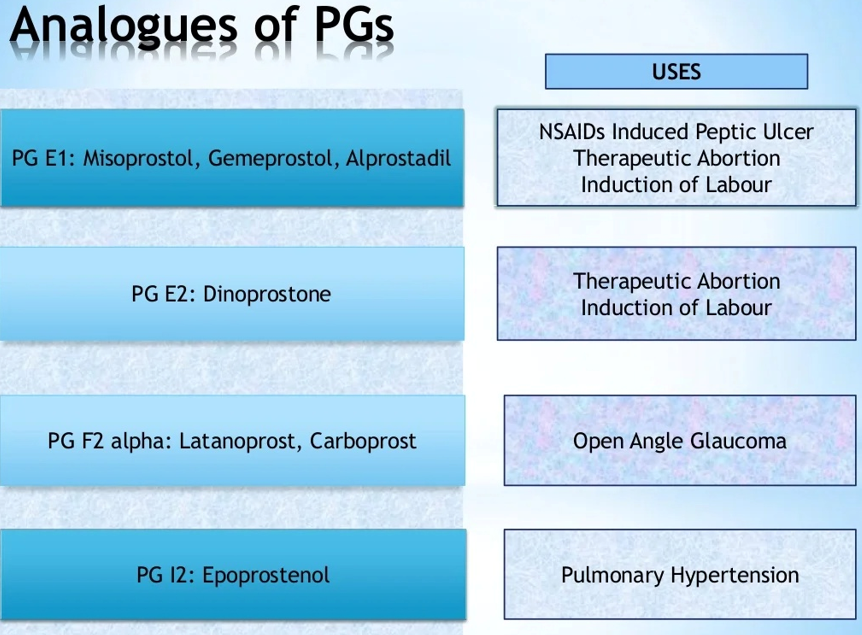 Analogues of PGs
USES
PG E1: Misoprostol, Gemeprostol, Alprostadil
NSAIDs Induced Peptic Ulcer
Therapeutic Abortion
Induction of Labour
PG E2: Dinoprostone
Therapeutic Abortion
Induction of Labour
PG F2 alpha: Latanoprost, Carboprost
Open Angle Glaucoma
PG I2: Epoprostenol
Pulmonary Hypertension